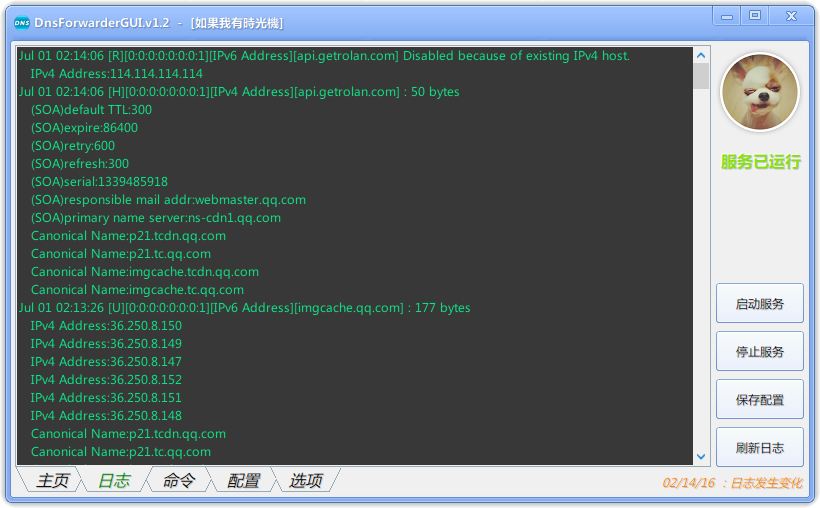 DNS DnsForwarderGUI.v1.2 - [如果我有時光機]
Jul 01 02:14:06 [R][0:0:0:0:0:0:0:1][IPv6 Address][api.getrolan.com] Disabled because of existing IPv4 host.
IPv4 Address:114.114.114.114
Jul 01 02:14:06 [H][0:0:0:0:0:0:0:1][IPv4 Address][api.getrolan.com] : 50 bytes
(SOA)default TTL:300
(SOA)expire:86400
(SOA)retry:600
(SOA)refresh:300
(SOA)serial:1339485918
(SOA)responsible mail addr:webmaster.qq.com
(SOA)primary name server:ns-cdn1.qq.com
Canonical Name:p21.tcdn.qq.com
Canonical Name:p21.tc.qq.com
Canonical Name:imgcache.tcdn.qq.com
Canonical Name:imgcache.tc.qq.com
Jul 01 02:13:26 [U][0:0:0:0:0:0:0:1][IPv6 Address][imgcache.qq.com] : 177 bytes
IPv4 Address:36.250.8.150
IPv4 Address:36.250.8.149
IPv4 Address:36.250.8.147
IPv4 Address:36.250.8.152
IPv4 Address:36.250.8.151
IPv4 Address:36.250.8.148
Canonical Name:p21.tcdn.qq.com
Canonical Name:p21.tc.qq.com
服务已运行
启动服务
停止服务
保存配置
刷新日志
主页 日志 命令 配置 选项
02/14/16 : 日志发生变化